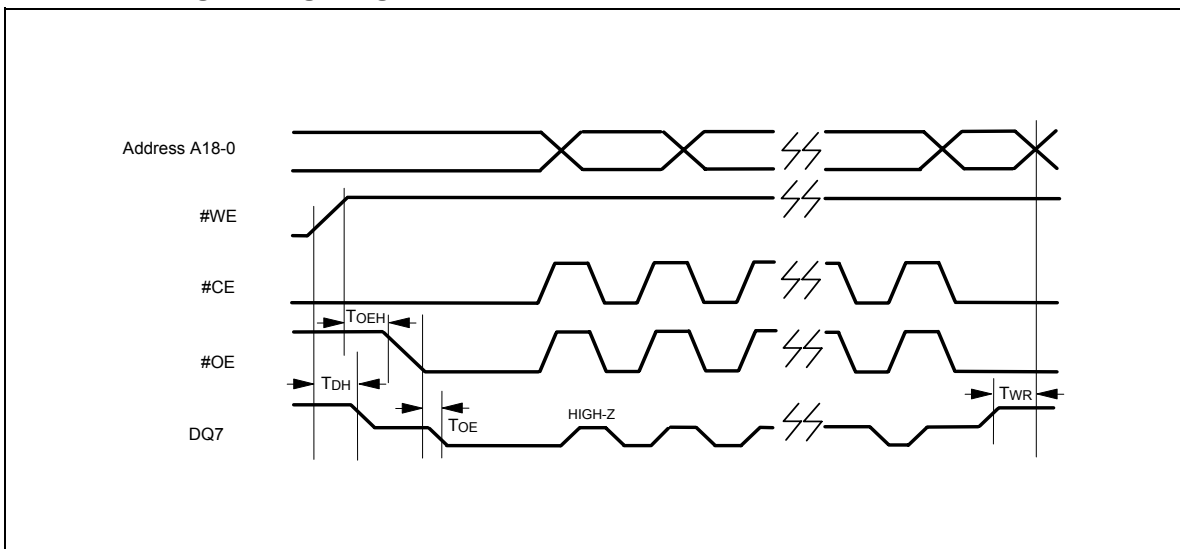 Address A18-0
#WE
#CE
TOEH
#OE
TDH
TWR
HIGH-Z
TOE
DQ7